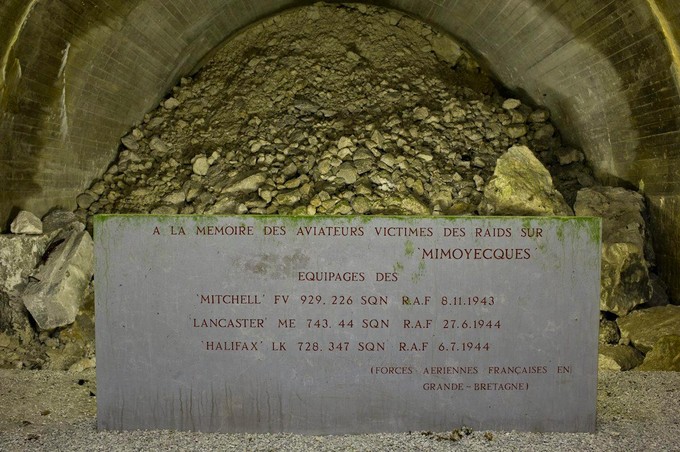 A LA MEMOIRE DES AVIATEURS VICTIMES DES RAIDS SUR
'MIMOYECQUES'
EQUIPAGES DES
'MITCHELL' FV 929. 226 SQN R.A.F 8.11.1943
'LANCASTER' ME 743. 44 SQN R.A.F 27.6.1944
'HALIFAX' LK 728. 347 SQN R.A.F 6.7.1944
(FORCES AERIENNES FRANÇAISES EN
GRANDE-BRETAGNE)